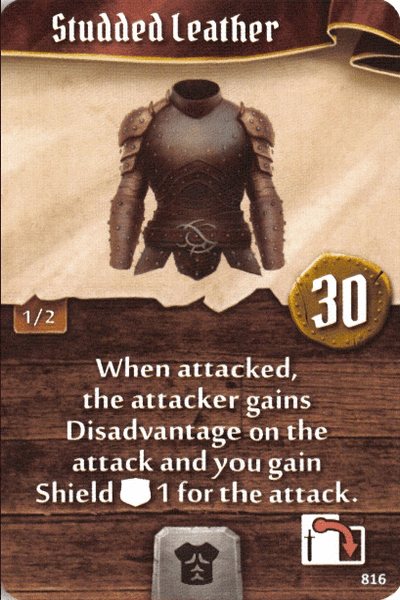 Studded Leather
30
1/2
When attacked,
the attacker gains
Disadvantage on the
attack and you gain
Shield 1 for the attack.
816